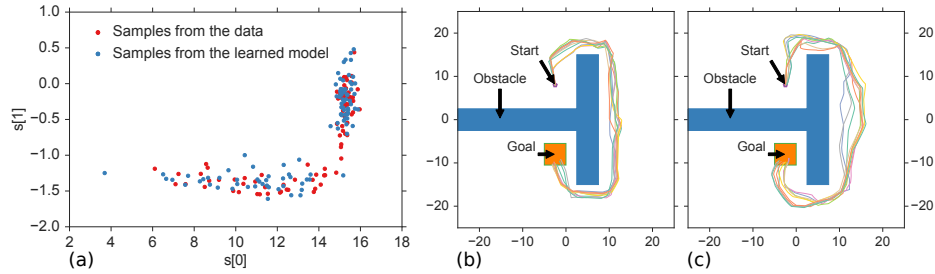 Samples from the data
Samples from the learned model
1.0
0.5
0.0
−0.5
−1.0
−1.5
−2.0
s[1]
2 4 6 8 10 12 14 16 18
s[0]
(a)
20
10
0
−10
−20
Start
Obstacle
Goal
−20 −10 0 10 20
(b)
Start
Obstacle
Goal
20
10
0
−10
−20
−20 −10 0 10 20
(c)